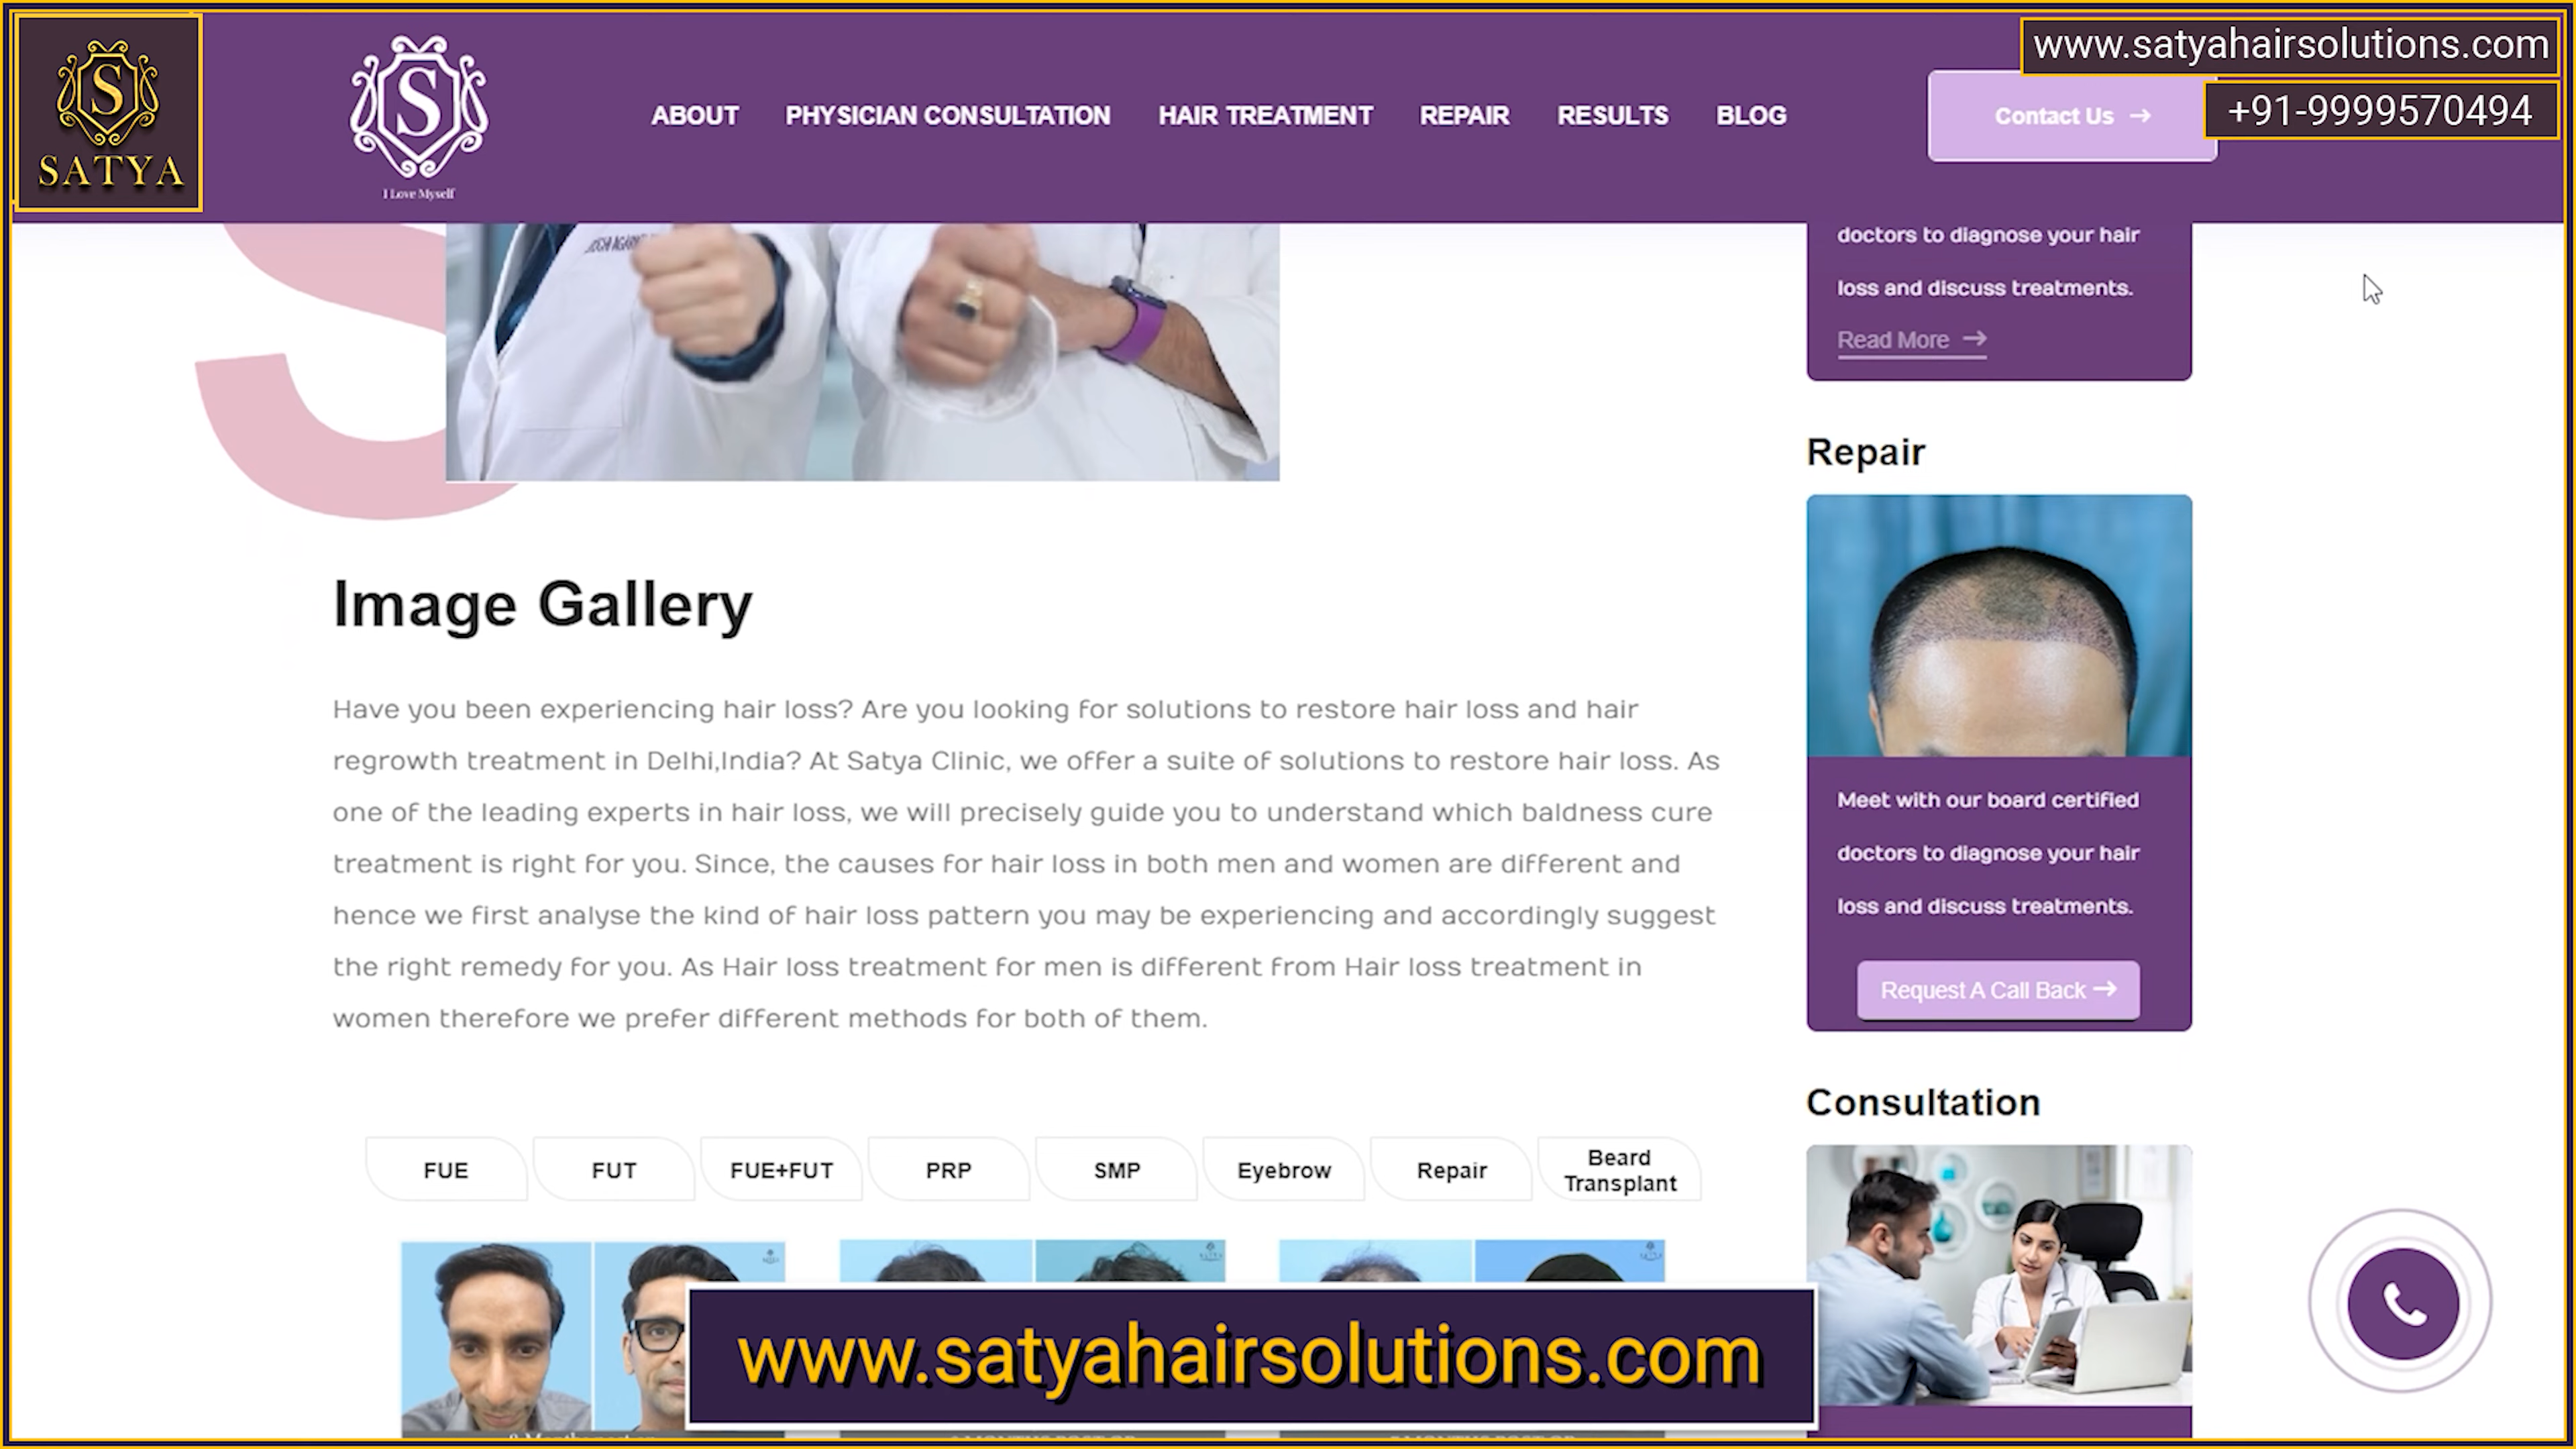 SATYA
S
I Love Myself
ABOUT
PHYSICIAN CONSULTATION
HAIR TREATMENT
REPAIR
RESULTS
BLOG
Contact Us →
www.satyahairsolutions.com
+91-9999570494
doctors to diagnose your hair
loss and discuss treatments.
Read More →
Image Gallery
Have you been experiencing hair loss? Are you looking for solutions to restore hair loss and hair
regrowth treatment in Delhi,India? At Satya Clinic, we offer a suite of solutions to restore hair loss. As
one of the leading experts in hair loss, we will precisely guide you to understand which baldness cure
treatment is right for you. Since, the causes for hair loss in both men and women are different and
hence we first analyse the kind of hair loss pattern you may be experiencing and accordingly suggest
the right remedy for you. As Hair loss treatment for men is different from Hair loss treatment in
women therefore we prefer different methods for both of them.
FUE
FUT
FUE+FUT
PRP
SMP
Eyebrow
Repair
Beard
Transplant
Repair
Meet with our board certified
doctors to diagnose your hair
loss and discuss treatments.
Request A Call Back →
Consultation
www.satyahairsolutions.com